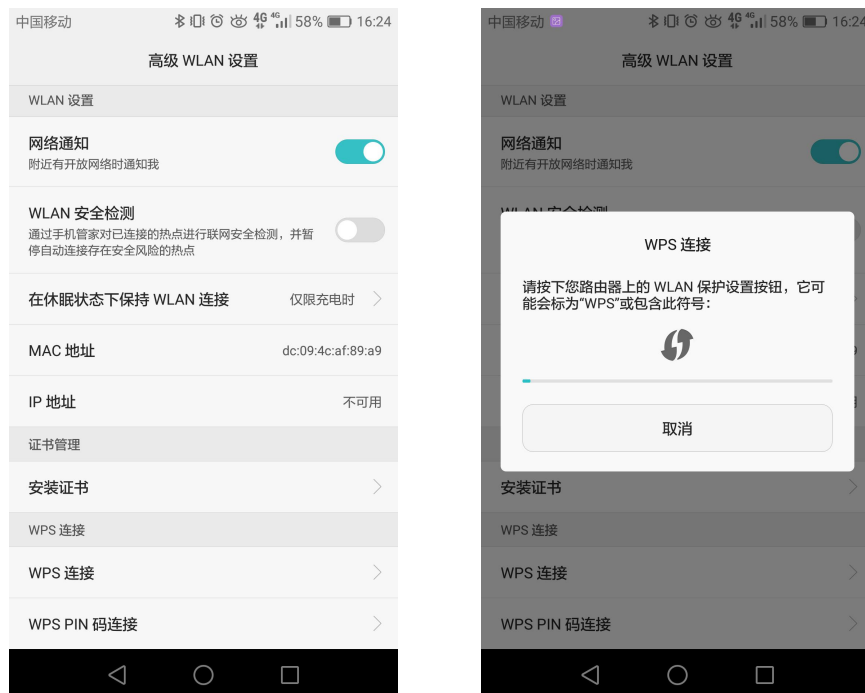 中国移动 4G 4G 58% 16:24
高级 WLAN 设置
WLAN 设置
网络通知
附近有开放网络时通知我
WLAN 安全检测
通过手机管家对已连接的热点进行联网安全检测，并暂
停自动连接存在安全风险的热点
在休眠状态下保持 WLAN 连接 仅限充电时
MAC 地址 dc:09:4c:af:89:a9
IP 地址 不可用
证书管理
安装证书
WPS 连接
WPS 连接
WPS PIN 码连接
中国移动 4G 4G 58% 16:24
高级 WLAN 设置
WLAN 设置
网络通知
附近有开放网络时通知我
WLAN 安全检测
WPS 连接
请按下您路由器上的 WLAN 保护设置按钮，它可
能会标为“WPS”或包含此符号：
取消
安装证书
WPS 连接
WPS 连接
WPS PIN 码连接